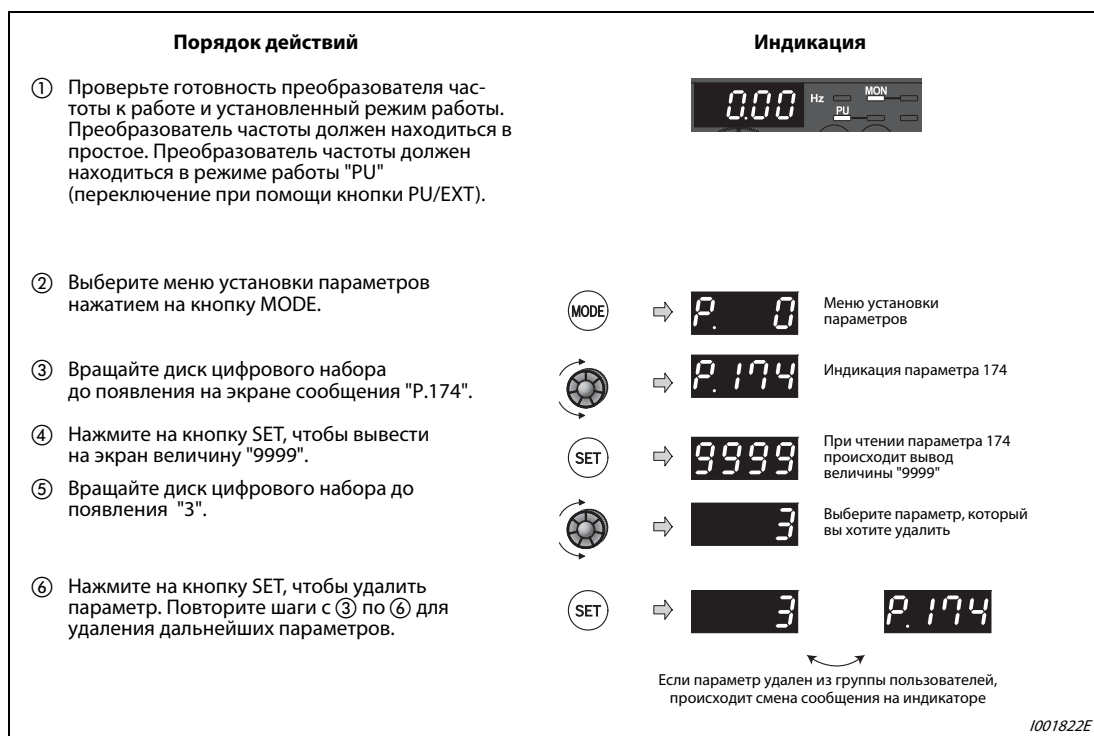 Порядок действий
Индикация
① Проверьте готовность преобразователя час-
тоты к работе и установленный режим работы.
Преобразователь частоты должен находиться в
простое. Преобразователь частоты должен
находиться в режиме работы "PU"
(переключение при помощи кнопки PU/EXT).
0.00 Hz MON
PU
② Выберите меню установки параметров
нажатием на кнопку MODE.
MODE
P. 0
Меню установки
параметров
③ Вращайте диск цифрового набора
до появления на экране сообщения "P.174".
P.174
Индикация параметра 174
④ Нажмите на кнопку SET, чтобы вывести
на экран величину "9999".
SET
9999
При чтении параметра 174
происходит вывод
величины "9999"
⑤ Вращайте диск цифрового набора до
появления "3".
3
Выберите параметр, который
вы хотите удалить
⑥ Нажмите на кнопку SET, чтобы удалить
параметр. Повторите шаги с ③ по ⑥ для
удаления дальнейших параметров.
SET
3
P.174
Если параметр удален из группы пользователей,
происходит смена сообщения на индикаторе
I001822E